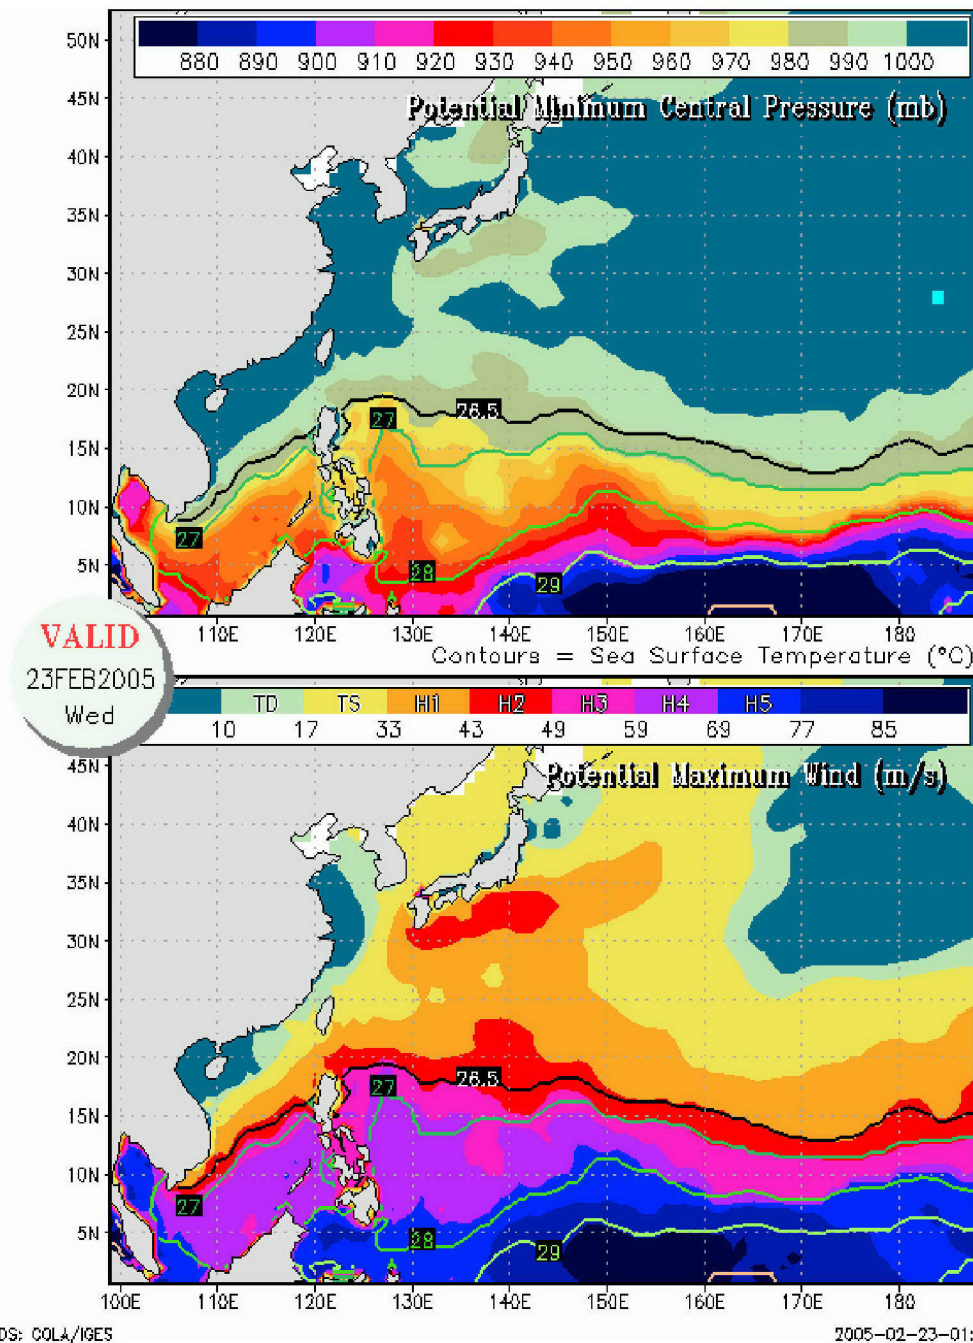 50N
880 890 900 910 920 930 940 950 960 970 980 990 1000
45N
Potential Minimum Central Pressure (mb)
40N
35N
30N
25N
20N
26.5
27
15N
10N
27
5N
28
29
110E 120E 130E 140E 150E 160E 170E 180
Contours = Sea Surface Temperature (°C)
VALID
23FEB2005
Wed
TD TS H1 H2 H3 H4 H5
10 17 33 43 49 59 69 77 85
45N
Potential Maximum Wind (m/s)
40N
35N
30N
25N
20N
26.5
27
15N
10N
27
5N
28
29
100E 110E 120E 130E 140E 150E 160E 170E 180
DS: COLA/IGES
2005-02-23-01: